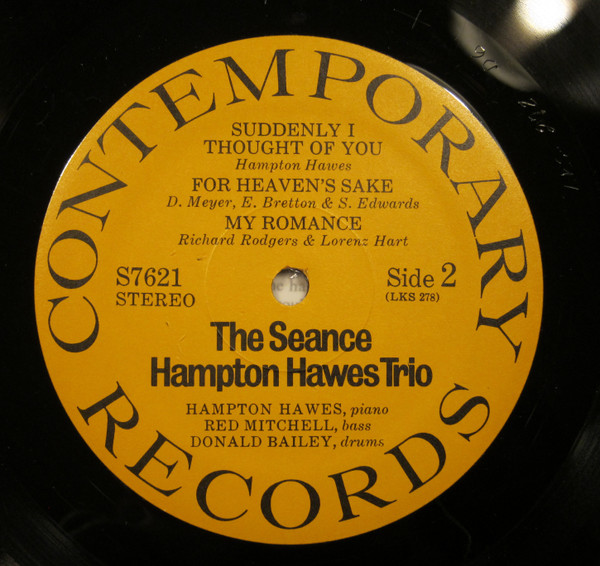 CONTEMPORARY
SUDDENLY I
THOUGHT OF YOU
Hampton Hawes
FOR HEAVEN'S SAKE
D. Meyer, E. Bretton & S. Edwards
MY ROMANCE
Richard Rodgers & Lorenz Hart
S7621
STEREO
Side 2
(LKS 278)
The Seance
Hampton Hawes Trio
HAMPTON HAWES, piano
RED MITCHELL, bass
DONALD BAILEY, drums
RECORDS